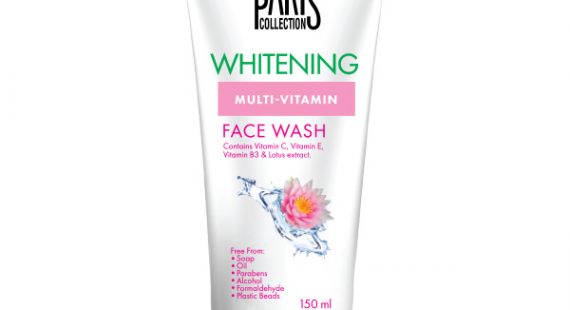 PARIS
COLLECTION
WHITENING
MULTI-VITAMIN
FACE WASH
Contains Vitamin C, Vitamin E,
Vitamin B3 & Lotus extract.
Free From:
• Soap
• Oil
• Parabens
• Alcohol
• Formaldehyde
• Plastic Beads
150 ml